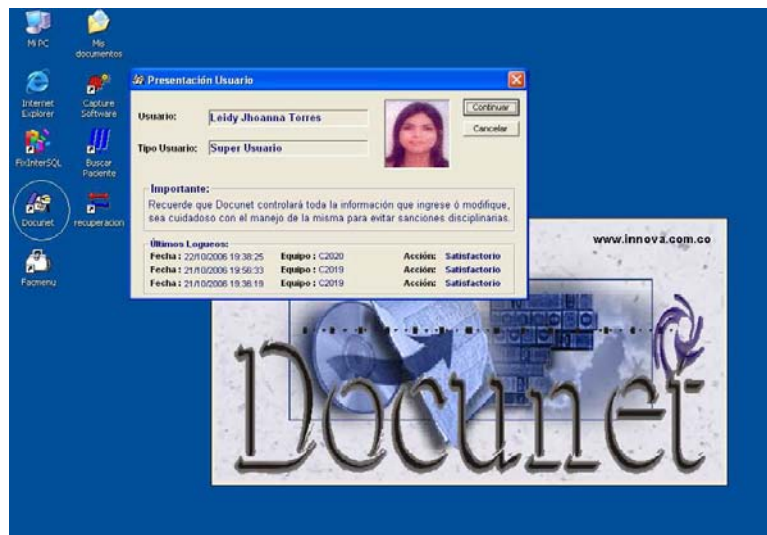 Mi PC
Mis documentos
Internet Explorer
Capture Software
FixInterSQL
Buscar Paciente
Docunet
recuperacion
Facmenu
Presentación Usuario
Usuario: Leidy Jhoanna Torres
Continuar
Tipo Usuario: Super Usuario
Cancelar
Importante:
Recuerde que Docunet controlará toda la información que ingrese ó modifique,
sea cuidadoso con el manejo de la misma para evitar sanciones disciplinarias.
Últimos Logueos:
Fecha : 22/10/2006 19:38:25 Equipo : C2020 Acción: Satisfactorio
Fecha : 21/10/2006 19:56:33 Equipo : C2019 Acción: Satisfactorio
Fecha : 21/10/2006 19:36:19 Equipo : C2019 Acción: Satisfactorio
www.innova.com.co
Docunet